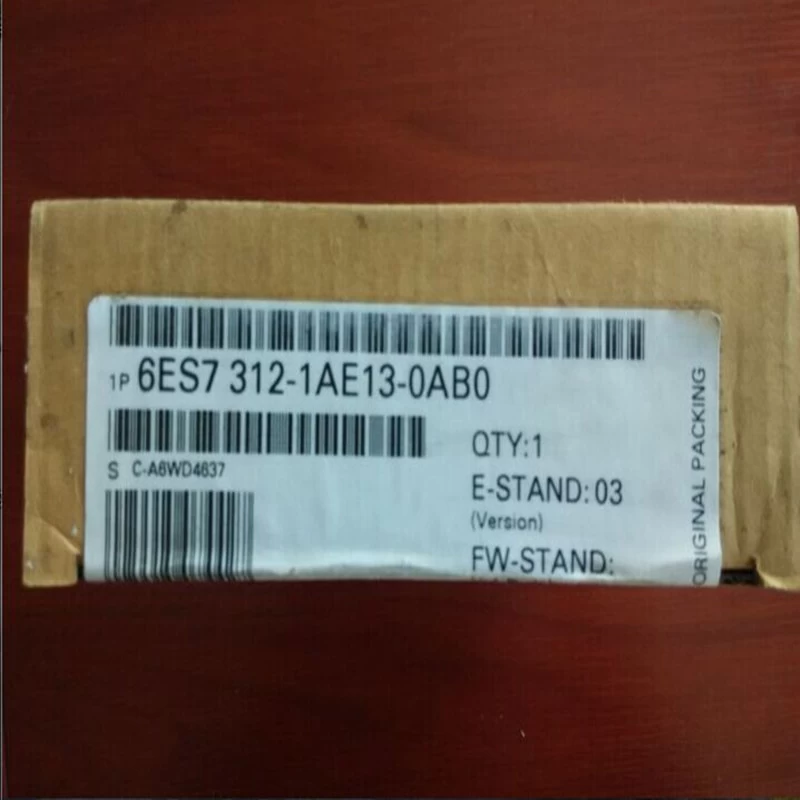 1P 6ES7 312-1AE13-0AB0
S C-A6WD4637
QTY:1
E-STAND:03
(Version)
FW-STAND:
ORIGINAL PACKING